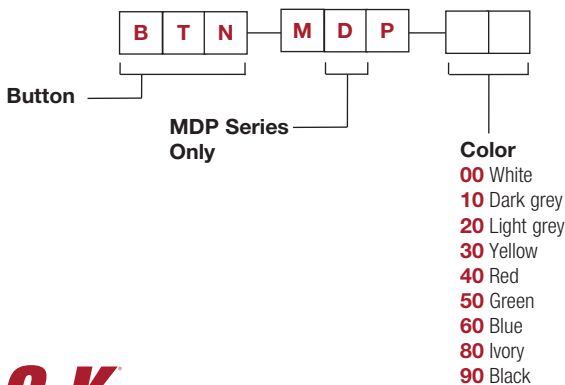 B T N M D P
Button
MDP Series
Only
Color
00 White
10 Dark grey
20 Light grey
30 Yellow
40 Red
50 Green
60 Blue
80 Ivory
90 Black